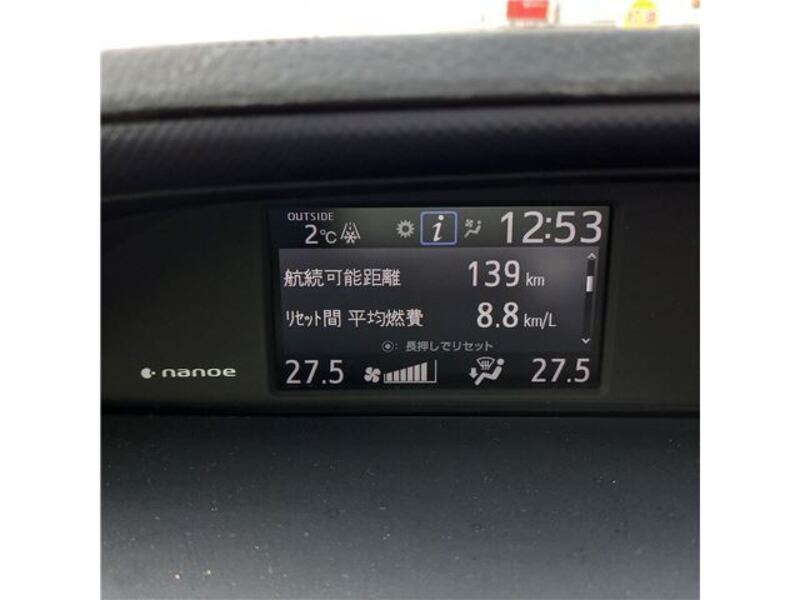 OUTSIDE
2℃
i
12:53
航続可能距離 139 km
ﾘｾｯﾄ間 平均燃費 8.8 km/L
◉: 長押しでリセット
27.5
27.5
nanoe